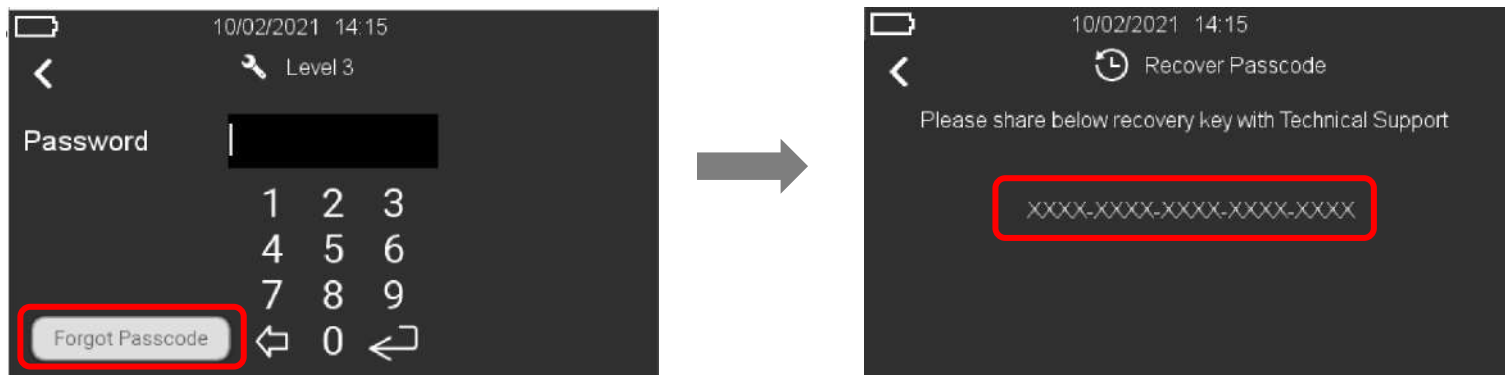 10/02/2021 14:15
Level 3
Password
1 2 3
4 5 6
7 8 9
Forgot Passcode 0
10/02/2021 14:15
Recover Passcode
Please share below recovery key with Technical Support
XXXX-XXXX-XXXX-XXXX-XXXX